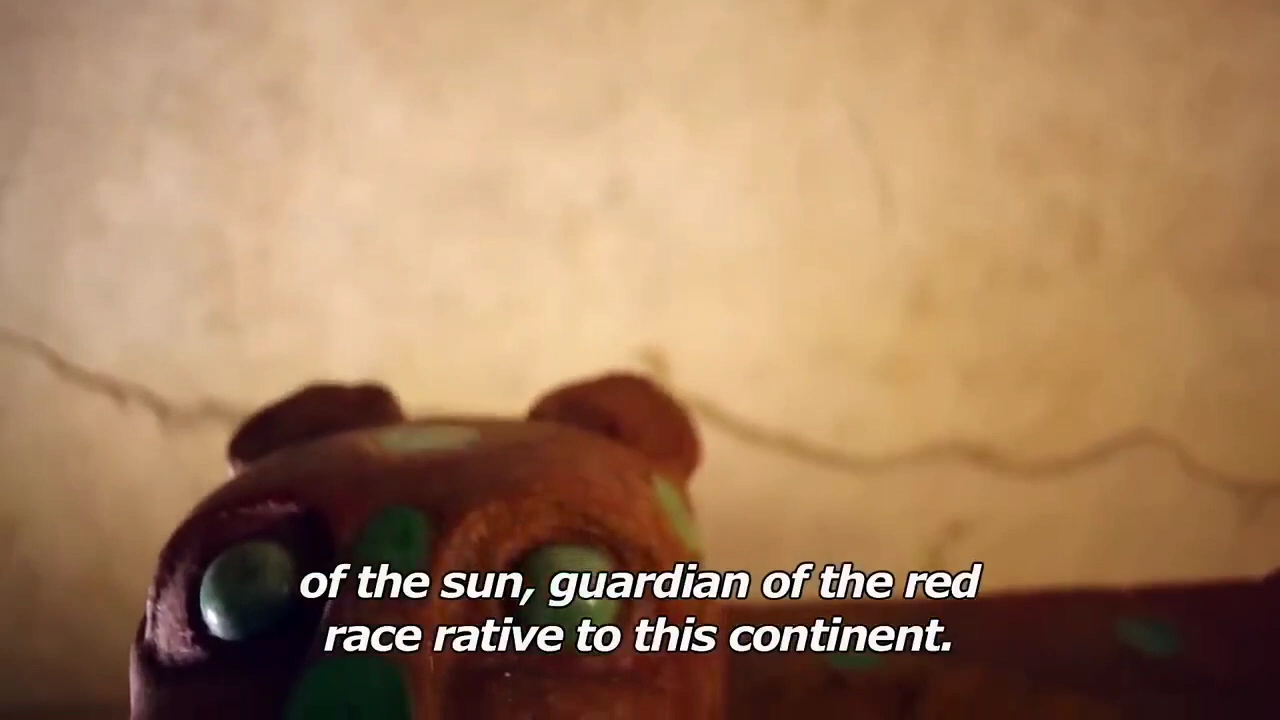 of the sun, guardian of the red
race rative to this continent.